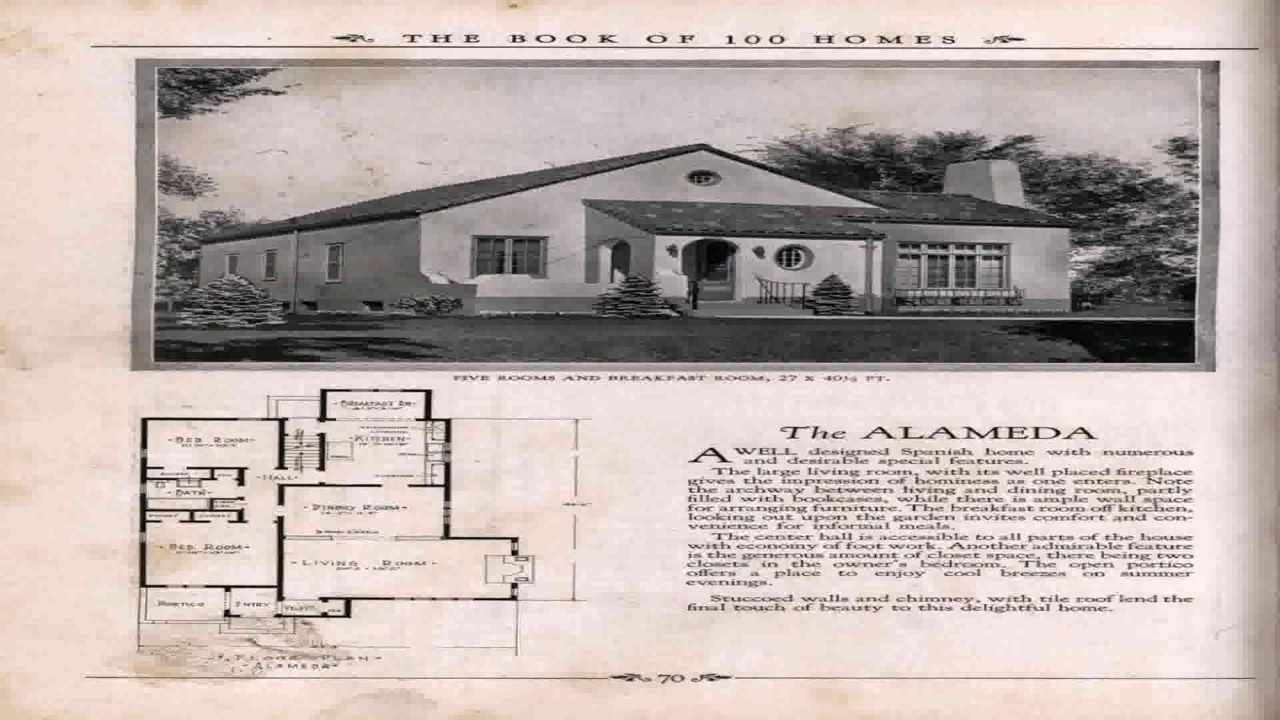 THE BOOK OF 100 HOMES
FIVE ROOMS AND BREAKFAST ROOM, 27 X 40½ FT.
BREAKFAST RM
BED ROOM
KITCHEN
HALL
BATH
DINING ROOM
BED ROOM
LIVING ROOM
PORTICO
ENTRY
FLOOR PLAN
ALAMEDA
The ALAMEDA
A WELL designed Spanish home with numerous
and desirable special features.
The large living room, with its well placed fireplace
gives the impression of hominess as one enters. Note
the archway between living and dining room, partly
filled with bookcases, while there is ample wall space
for arranging furniture. The breakfast room off kitchen,
looking out upon the garden invites comfort and con-
venience for informal meals.
The center hall is accessible to all parts of the house
with economy of foot work. Another admirable feature
is the generous amount of closet space, there being two
closets in the owner's bedroom. The open portico
offers a place to enjoy cool breezes on summer
evenings.
Stuccoed walls and chimney, with tile roof lend the
final touch of beauty to this delightful home.
70